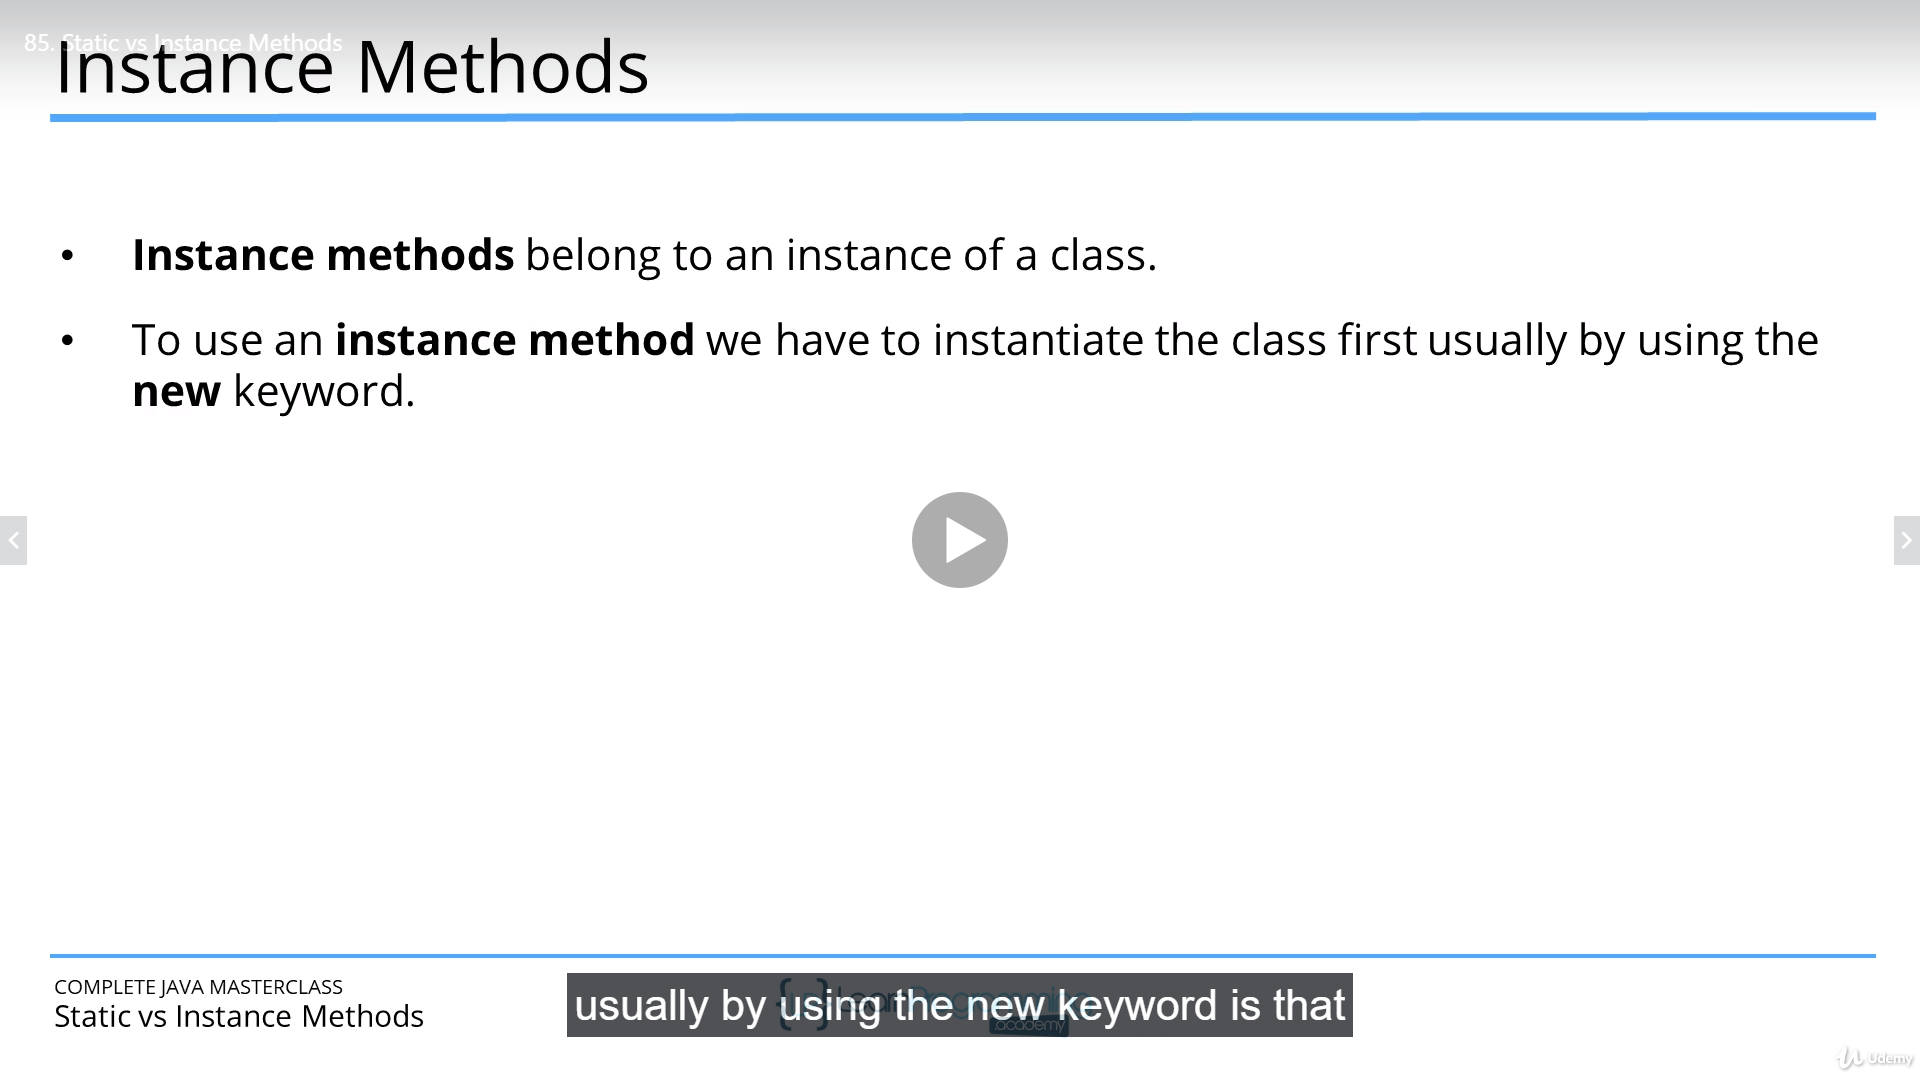 85. Static vs Instance Methods
Instance Methods
• Instance methods belong to an instance of a class.
• To use an instance method we have to instantiate the class first usually by using the
new keyword.
COMPLETE JAVA MASTERCLASS
Static vs Instance Methods
usually by using the new keyword is that
academy
Udemy